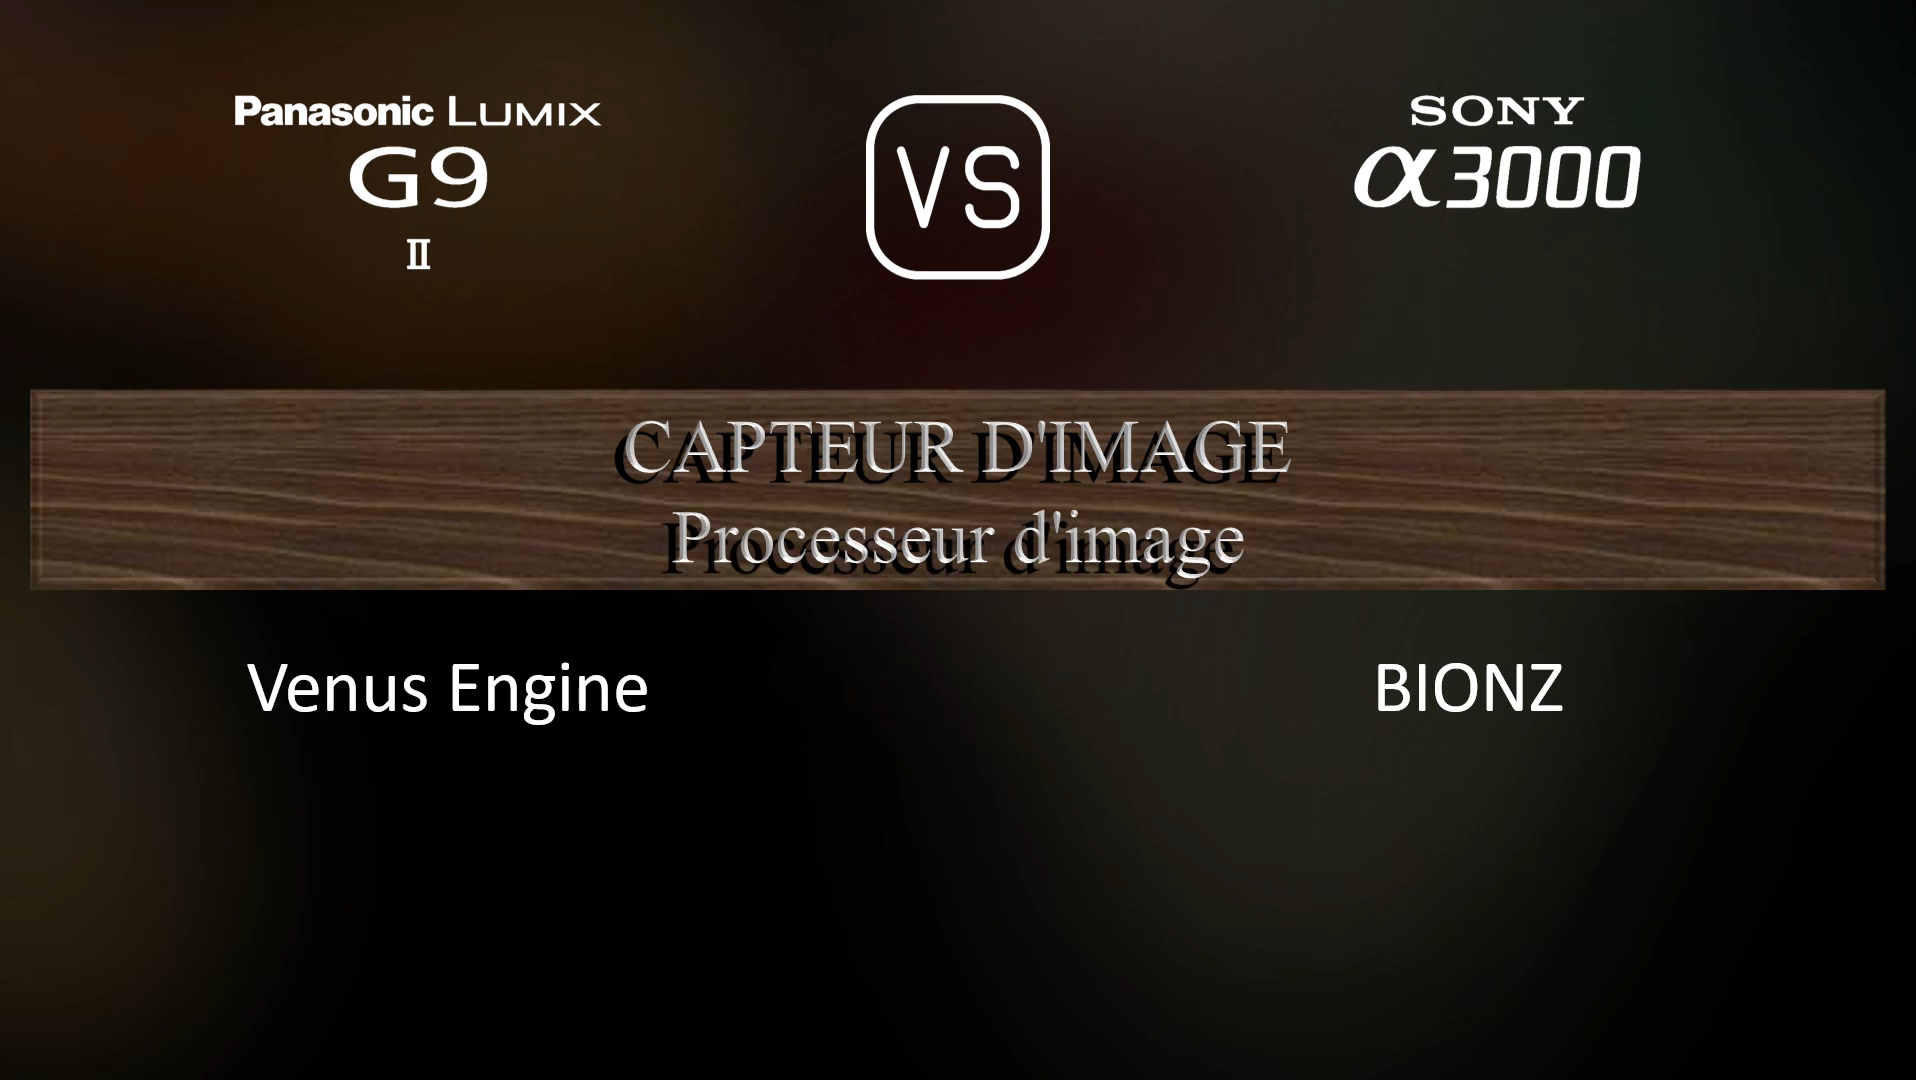 Panasonic LUMIX
G9
II
VS
SONY
α3000
CAPTEUR D'IMAGE
Processeur d'image
Venus Engine
BIONZ